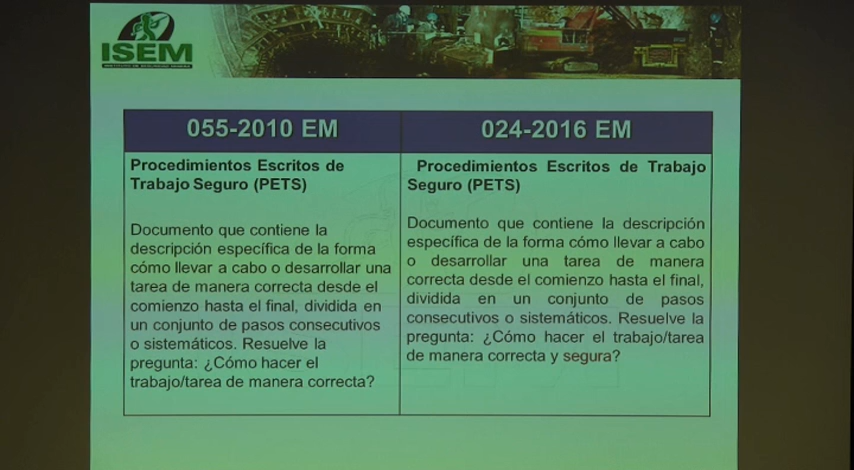 ISEM
055-2010 EM
024-2016 EM
Procedimientos Escritos de
Trabajo Seguro (PETS)
Documento que contiene la
descripción específica de la forma
cómo llevar a cabo o desarrollar una
tarea de manera correcta desde el
comienzo hasta el final, dividida en
un conjunto de pasos consecutivos
o sistemáticos. Resuelve la
pregunta: ¿Cómo hacer el
trabajo/tarea de manera correcta?
Procedimientos Escritos de Trabajo
Seguro (PETS)
Documento que contiene la descripción
específica de la forma cómo llevar a cabo
o desarrollar una tarea de manera
correcta desde el comienzo hasta el final,
dividida en un conjunto de pasos
consecutivos o sistemáticos. Resuelve la
pregunta: ¿Cómo hacer el trabajo/tarea
de manera correcta y segura?